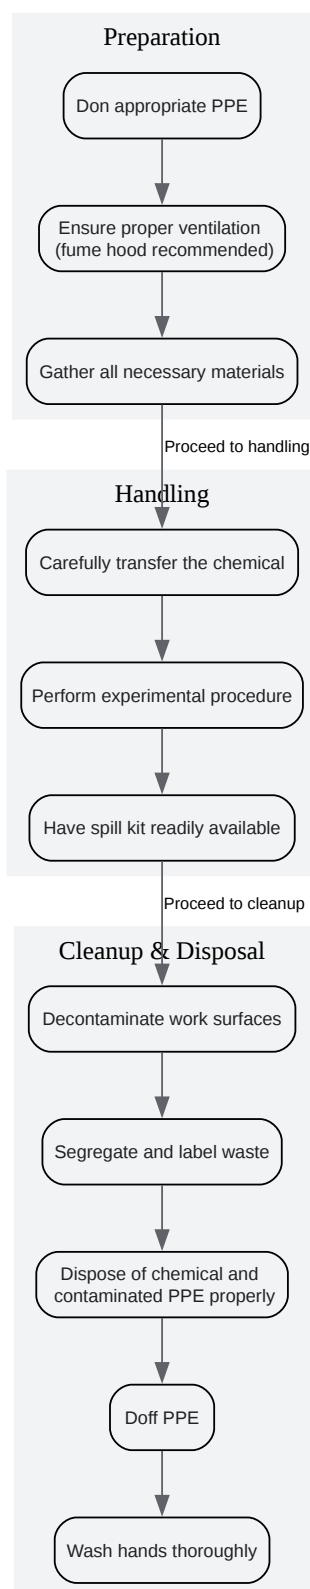 Preparation
Don appropriate PPE
Ensure proper ventilation
(fume hood recommended)
Gather all necessary materials
Proceed to handling
Handling
Carefully transfer the chemical
Perform experimental procedure
Have spill kit readily available
Proceed to cleanup
Cleanup & Disposal
Decontaminate work surfaces
Segregate and label waste
Dispose of chemical and
contaminated PPE properly
Doff PPE
Wash hands thoroughly